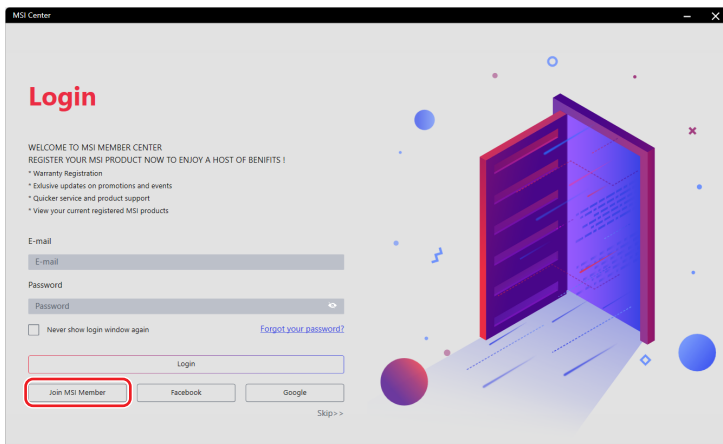 MSI Center
Login
WELCOME TO MSI MEMBER CENTER
REGISTER YOUR MSI PRODUCT NOW TO ENJOY A HOST OF BENIFITS !
* Warranty Registration
* Exlusive updates on promotions and events
* Quicker service and product support
* View your current registered MSI products
E-mail
E-mail
Password
Password
Never show login window again
Forgot your password?
Login
Join MSI Member
Facebook
Google
Skip>>